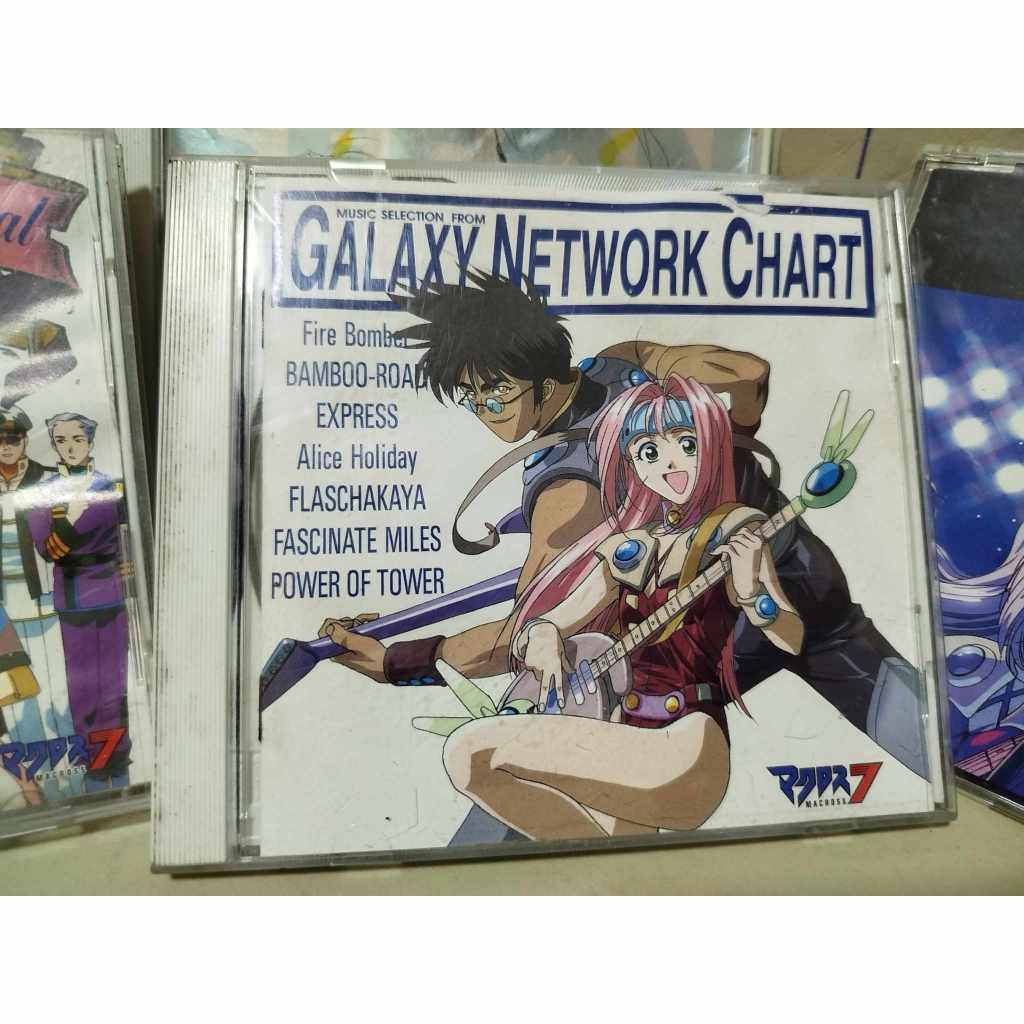 MUSIC SELECTION FROM
GALAXY NETWORK CHART
Fire Bomber
BAMBOO-ROAD
EXPRESS
Alice Holiday
FLASCHAKAYA
FASCINATE MILES
POWER OF TOWER
マクロス7
MACROSS
マクロス7
MACROSS